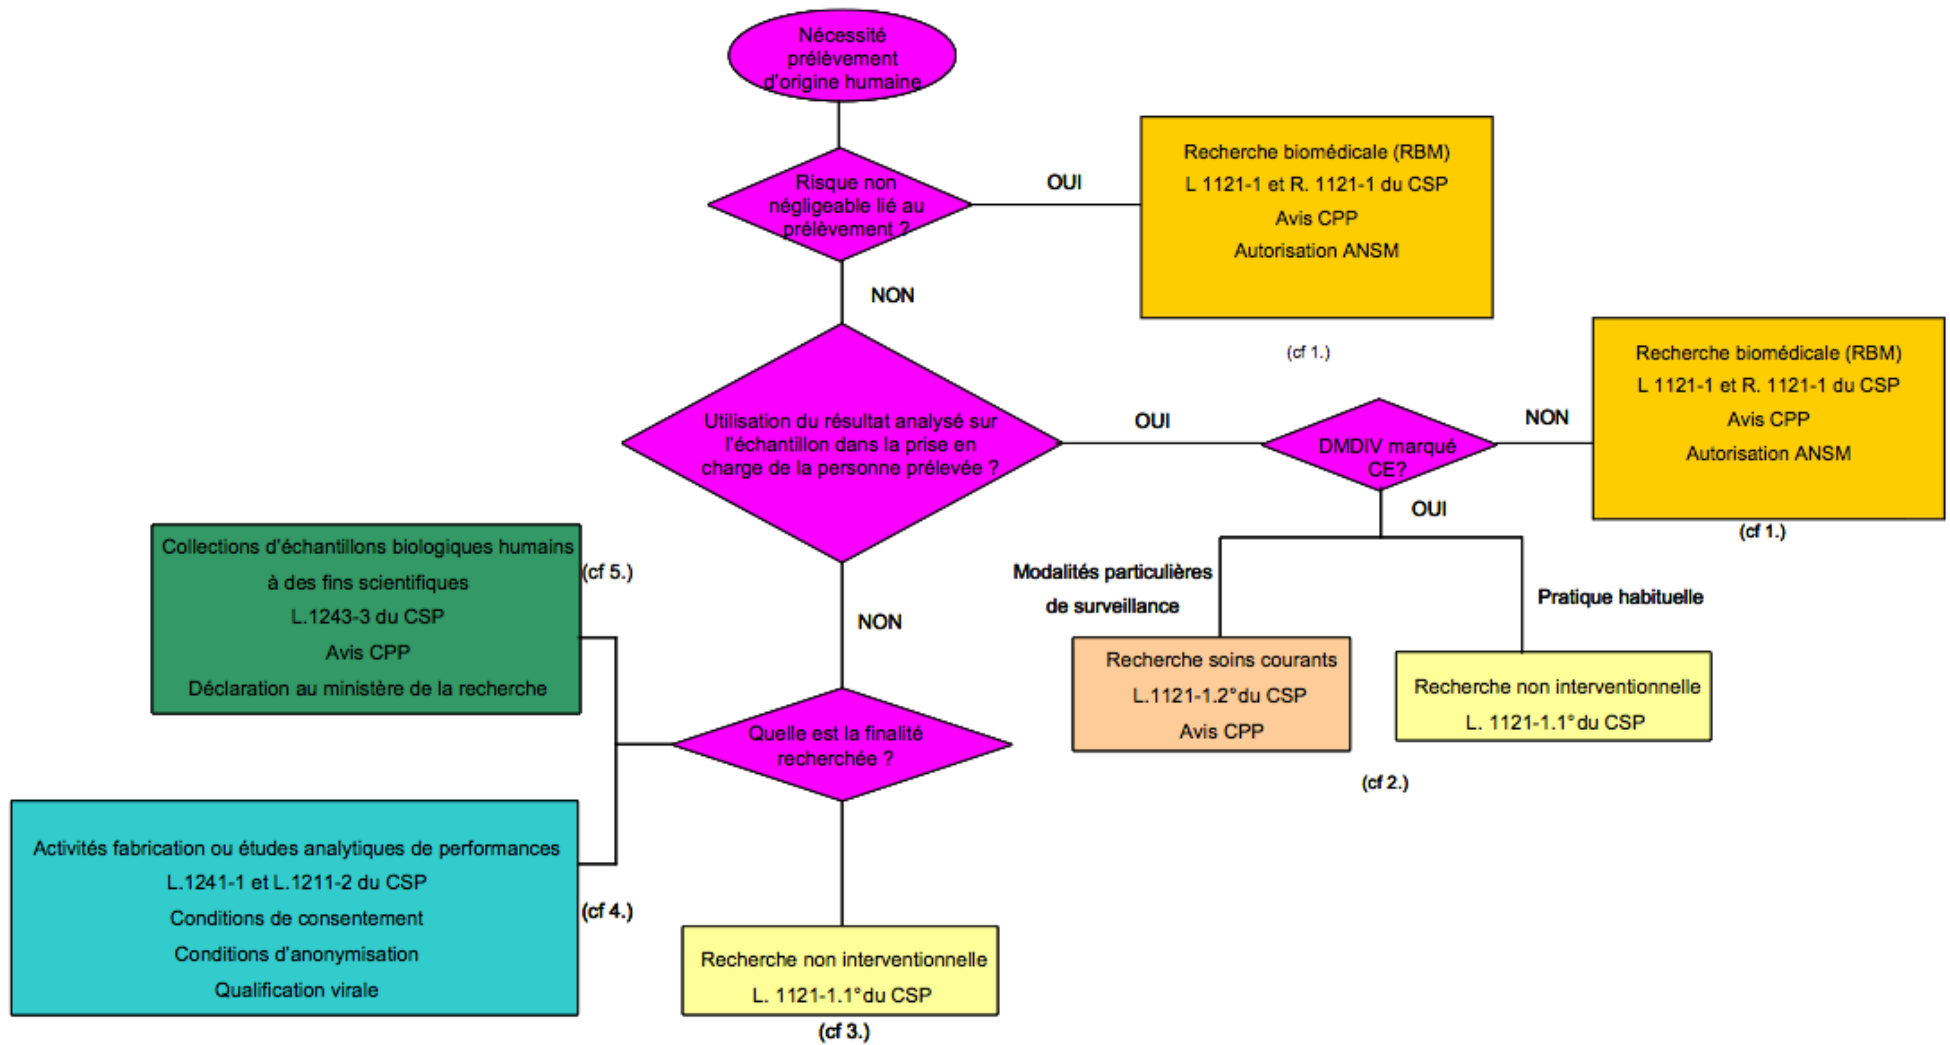 Nécessité
prélèvement
d'origine humaine
Risque non
négligeable lié au
prélèvement ?
OUI
Recherche biomédicale (RBM)
L 1121-1 et R. 1121-1 du CSP
Avis CPP
Autorisation ANSM
(cf 1.)
NON
Utilisation du résultat analysé sur
l'échantillon dans la prise en
charge de la personne prélevée ?
OUI
DMDIV marqué
CE?
NON
Recherche biomédicale (RBM)
L 1121-1 et R. 1121-1 du CSP
Avis CPP
Autorisation ANSM
(cf 1.)
OUI
Modalités particulières
de surveillance
Pratique habituelle
Recherche soins courants
L.1121-1.2° du CSP
Avis CPP
Recherche non interventionnelle
L. 1121-1.1° du CSP
(cf 2.)
NON
Quelle est la finalité
recherchée ?
Collections d'échantillons biologiques humains
à des fins scientifiques
L.1243-3 du CSP
Avis CPP
Déclaration au ministère de la recherche
(cf 5.)
Activités fabrication ou études analytiques de performances
L.1241-1 et L.1211-2 du CSP
Conditions de consentement
Conditions d'anonymisation
Qualification virale
(cf 4.)
Recherche non interventionnelle
L. 1121-1.1° du CSP
(cf 3.)